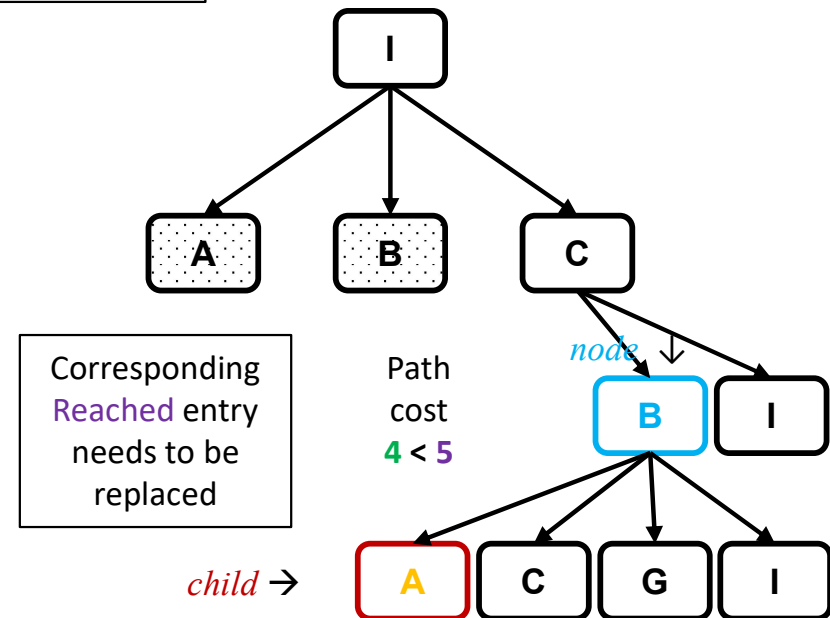 I
A
B
C
Corresponding
Reached entry
needs to be
replaced
Path
cost
4 < 5
node ↓
B
I
child →
A
C
G
I